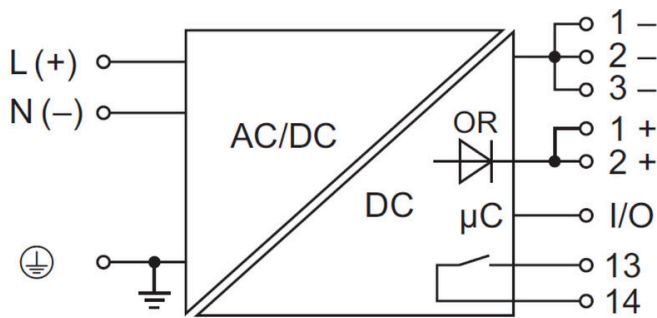 L (+)
N (–)
AC/DC
DC
OR
µC
1 –
2 –
3 –
1 +
2 +
I/O
13
14